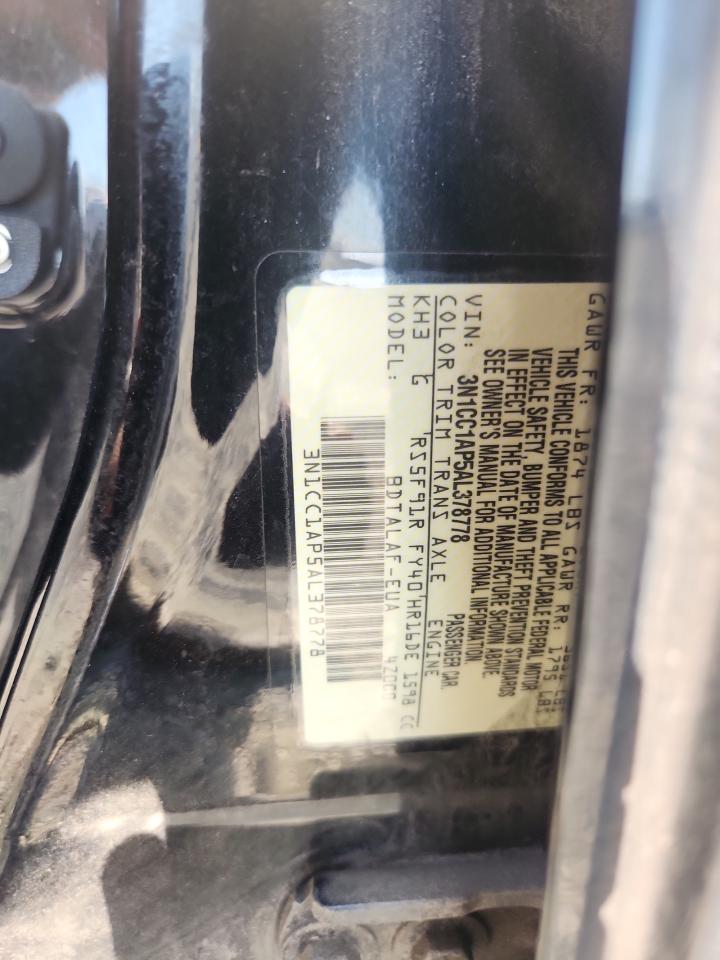 GAWR FR: 1874 LBS GAWR RR: 1795 LBS
THIS VEHICLE CONFORMS TO ALL APPLICABLE FEDERAL MOTOR
VEHICLE SAFETY, BUMPER AND THEFT PREVENTION STANDARDS
IN EFFECT ON THE DATE OF MANUFACTURE SHOWN ABOVE.
SEE OWNER'S MANUAL FOR ADDITIONAL INFORMATION.
VIN: 3N1CC1AP5AL378778 PASSENGER CAR
COLOR TRIM TRANS AXLE ENGINE
KH3 G RS5F91R FY40 HR16DE 1598 CC
MODEL: BDTALAF-EUA
3N1CC1AP5AL378778